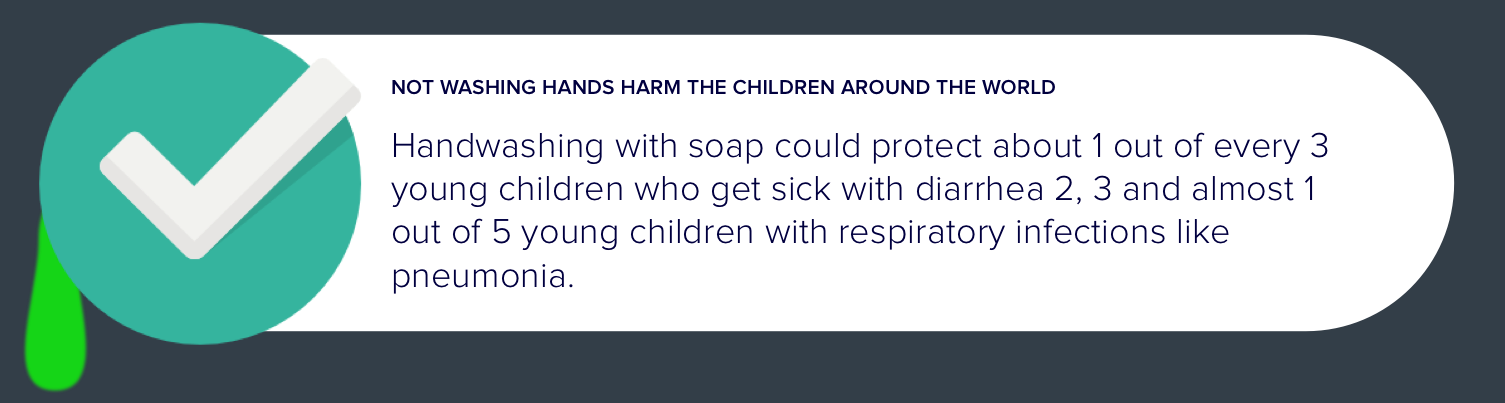 NOT WASHING HANDS HARM THE CHILDREN AROUND THE WORLD
Handwashing with soap could protect about 1 out of every 3
young children who get sick with diarrhea 2, 3 and almost 1
out of 5 young children with respiratory infections like
pneumonia.